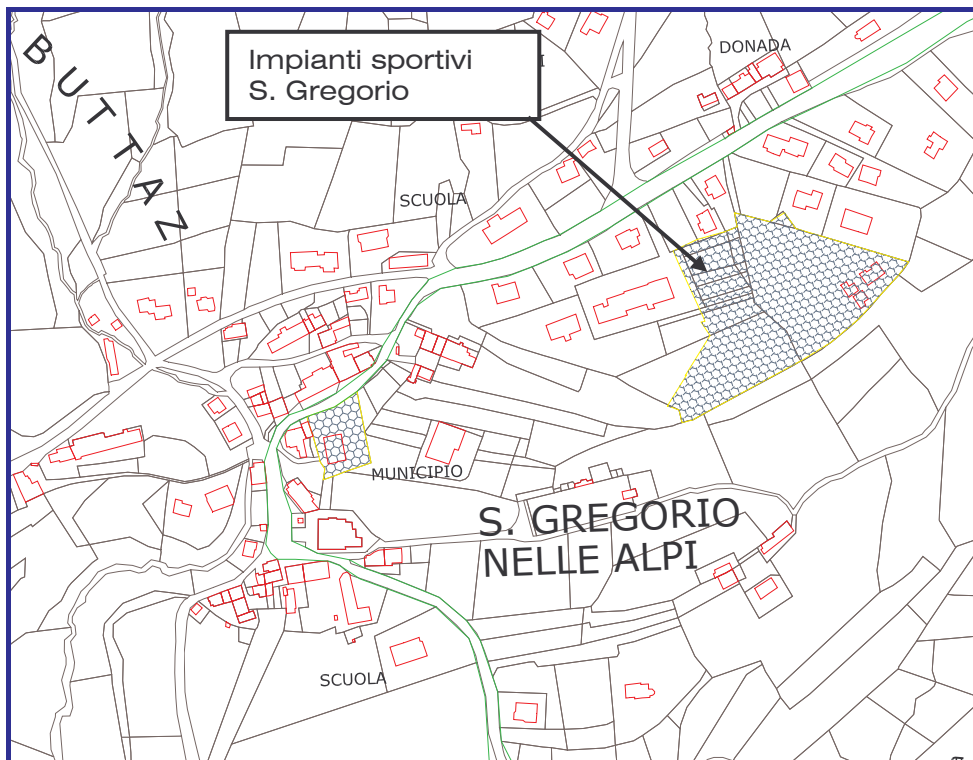 BUTTAZ
Impianti sportivi
S. Gregorio
DONADA
SCUOLA
MUNICIPIO
S. GREGORIO
NELLE ALPI
SCUOLA